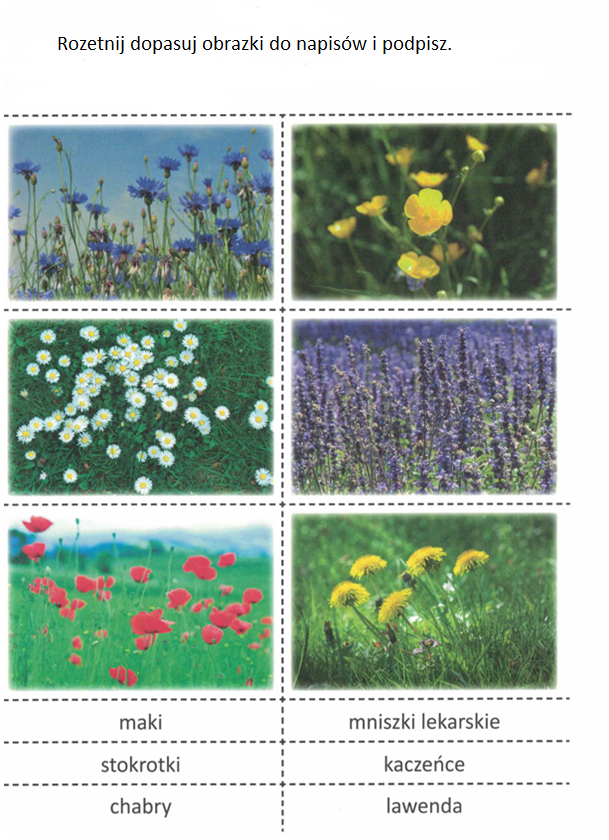 Rozetnij dopasuj obrazki do napisów i podpisz.
maki
mniszki lekarskie
stokrotki
kaczeńce
chabry
lawenda